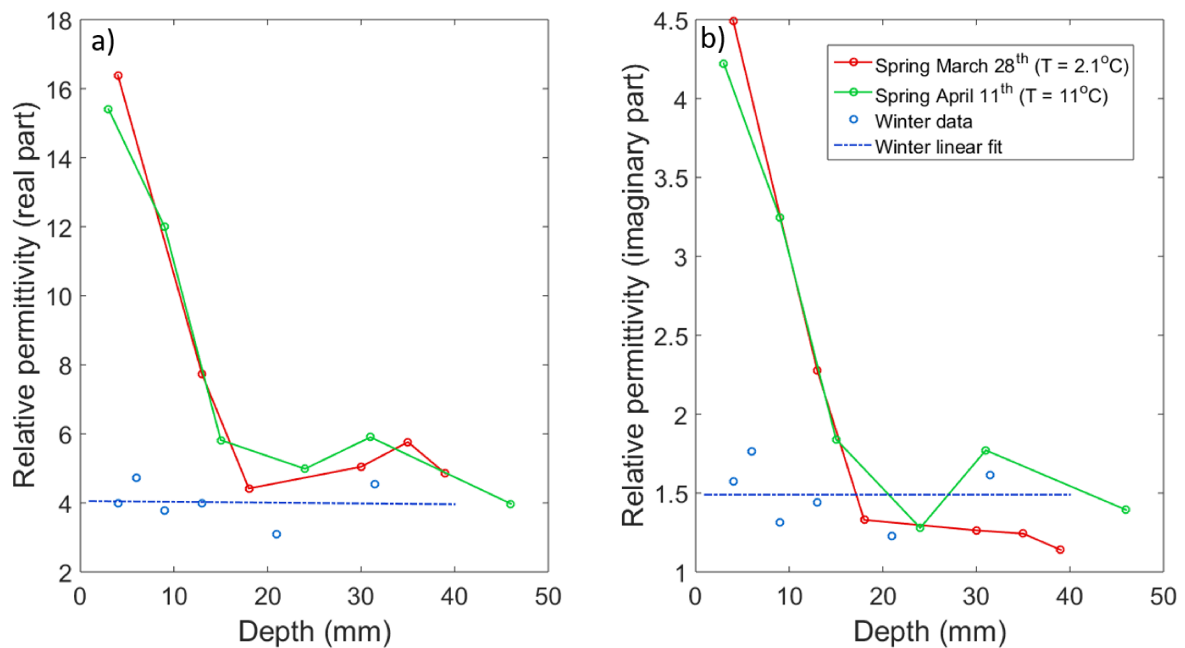 a)
Relative permittivity (real part)
18
16
14
12
10
8
6
4
2
0
10
20
30
40
50
Depth (mm)
b)
Relative permittivity (imaginary part)
4.5
4
3.5
3
2.5
2
1.5
1
0
10
20
30
40
50
Depth (mm)
Spring March 28th (T = 2.1°C)
Spring April 11th (T = 11°C)
Winter data
Winter linear fit